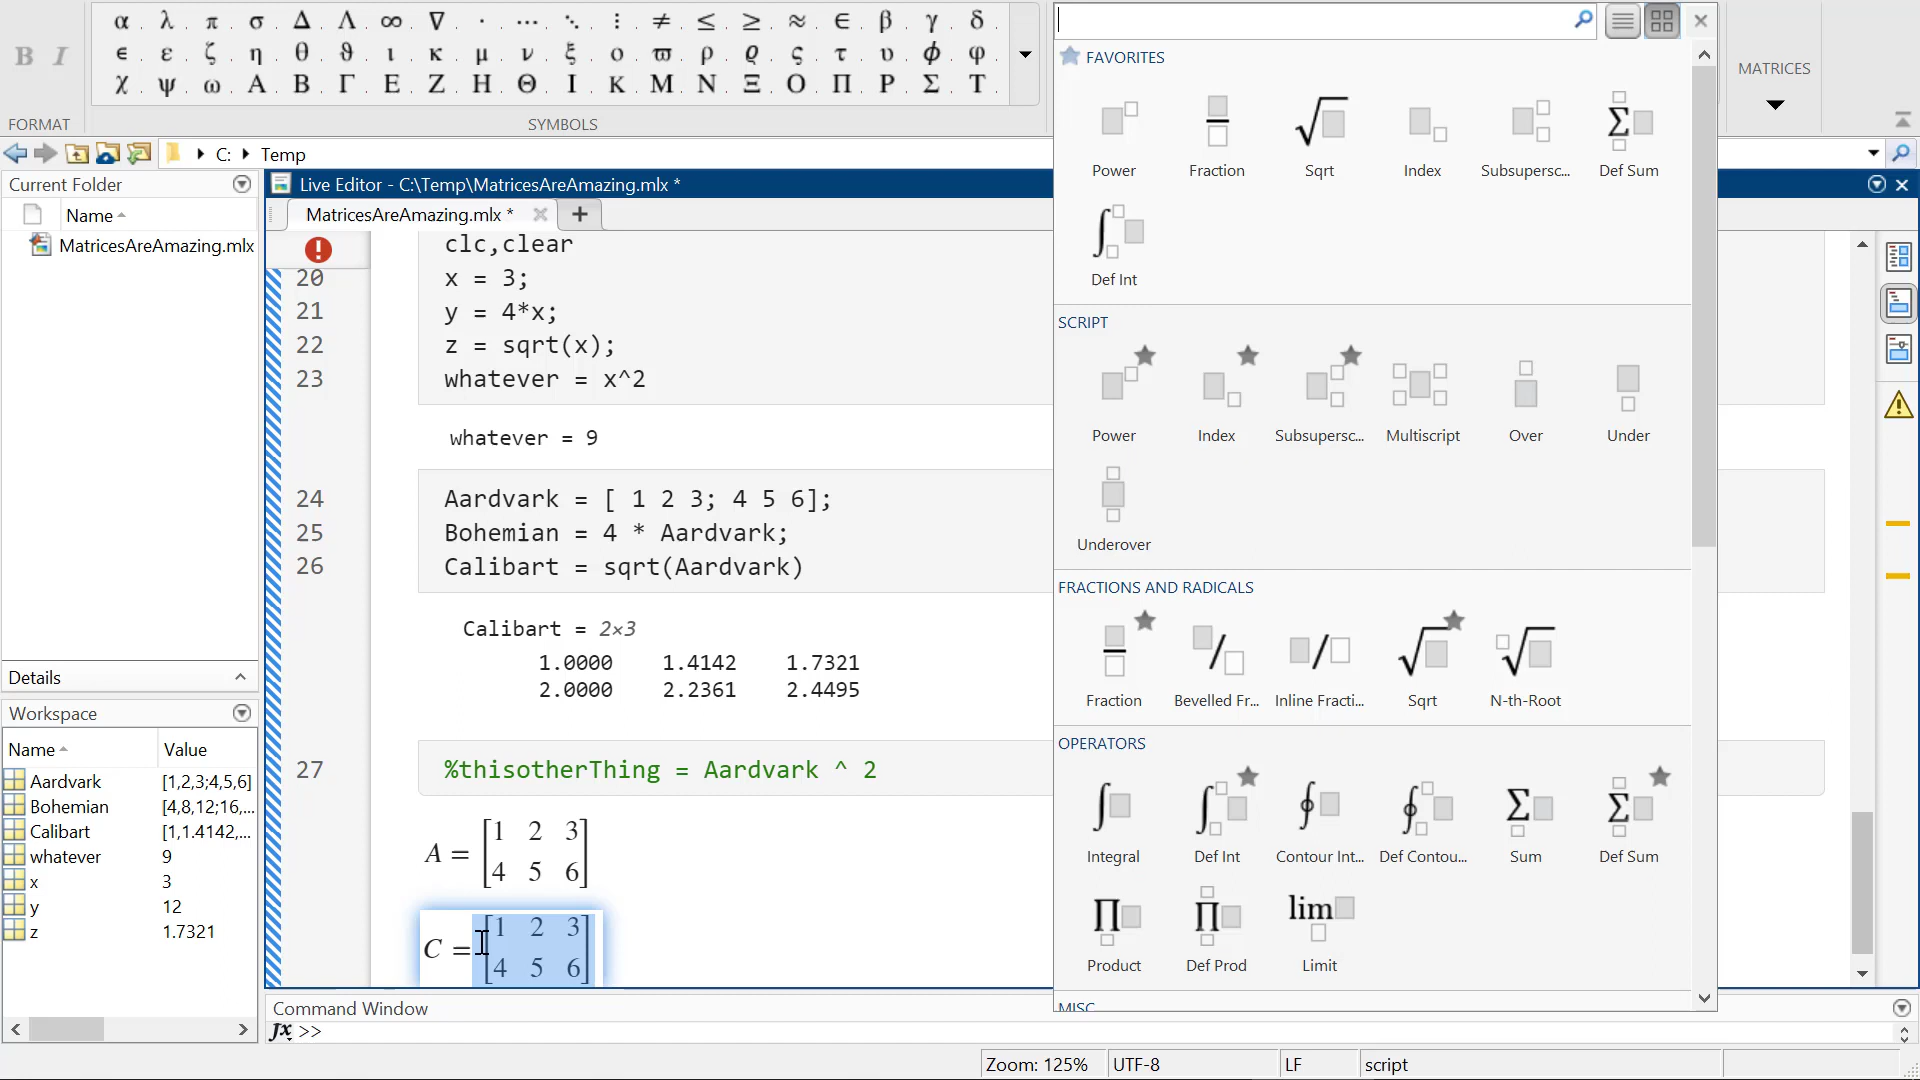 α λ π σ Δ Λ ∞ ∇ · ⋯ ⋱ ⋮ ≠ ≤ ≥ ≈ ∈ β γ δ
ϵ ε ζ η θ ϑ ι κ μ ν ξ ο ϖ ρ ϱ ς τ υ ϕ φ
χ ψ ω Α Β Γ Ε Ζ Η Θ Ι Κ Μ Ν Ξ Ο Π Ρ Σ Τ
B I
FORMAT
SYMBOLS
MATRICES
C: Temp
Current Folder
Name
MatricesAreAmazing.mlx
Details
Workspace
Name Value
Aardvark [1,2,3;4,5,6]
Bohemian [4,8,12;16,...
Calibart [1,1.4142,...
whatever 9
x 3
y 12
z 1.7321
Live Editor - C:\Temp\MatricesAreAmazing.mlx *
MatricesAreAmazing.mlx *
clc,clear
20 x = 3;
21 y = 4*x;
22 z = sqrt(x);
23 whatever = x^2
whatever = 9
24 Aardvark = [ 1 2 3; 4 5 6];
25 Bohemian = 4 * Aardvark;
26 Calibart = sqrt(Aardvark)
Calibart = 2×3
1.0000 1.4142 1.7321
2.0000 2.2361 2.4495
27 %thisotherThing = Aardvark ^ 2
A = [1 2 3
4 5 6]
C = [1 2 3
4 5 6]
Command Window
fx >>
FAVORITES
Power Fraction Sqrt Index Subsupersc... Def Sum
Def Int
SCRIPT
Power Index Subsupersc... Multiscript Over Under
Underover
FRACTIONS AND RADICALS
Fraction Bevelled Fr... Inline Fracti... Sqrt N-th-Root
OPERATORS
Integral Def Int Contour Int... Def Contou... Sum Def Sum
lim
Product Def Prod Limit
MISC
Zoom: 125% UTF-8 LF script